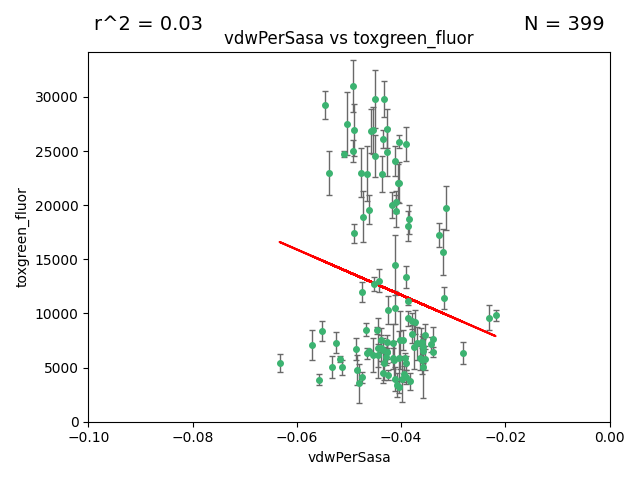 r^2 = 0.03
N = 399
vdwPerSasa vs toxgreen_fluor
toxgreen_fluor
30000
25000
20000
15000
10000
5000
0
−0.10
−0.08
−0.06
−0.04
−0.02
0.00
vdwPerSasa